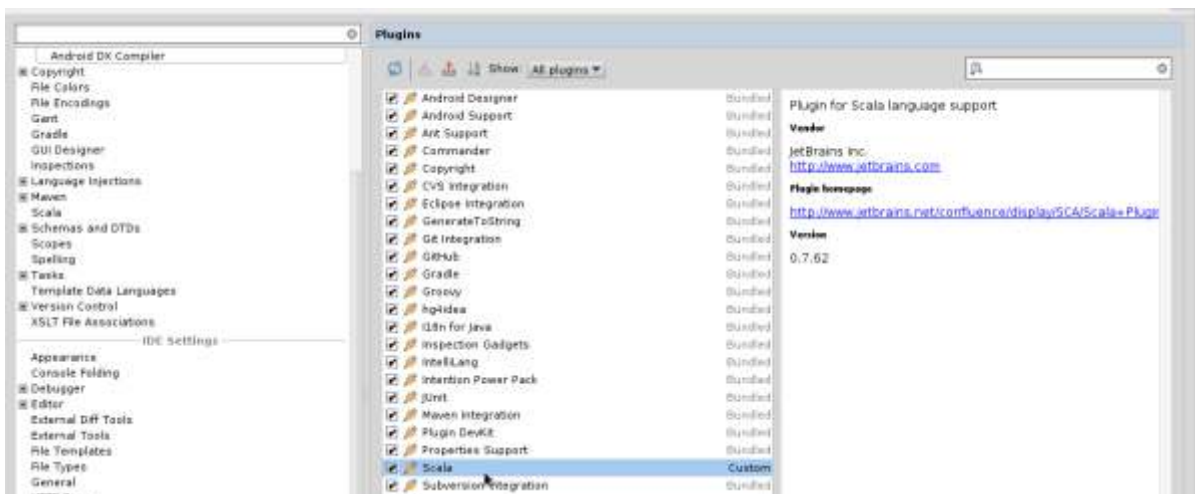 Plugins
Android DX Compiler
Copyright
File Colors
File Encodings
Gant
Gradle
GUI Designer
Inspections
Language Injections
Maven
Scala
Schemas and DTDs
Scopes
Spelling
Tasks
Template Data Languages
Version Control
XSLT File Associations
IDE Settings
Appearance
Console Folding
Debugger
Editor
External Diff Tools
External Tools
File Templates
File Types
General
Show: All plugins
Android Designer Bundled
Android Support Bundled
Ant Support Bundled
Commander Bundled
Copyright Bundled
CVS Integration Bundled
Eclipse Integration Bundled
GenerateToString Bundled
Git Integration Bundled
GitHub Bundled
Gradle Bundled
Groovy Bundled
hg4idea Bundled
I18n for Java Bundled
Inspection Gadgets Bundled
IntelliLang Bundled
Intention Power Pack Bundled
JUnit Bundled
Maven Integration Bundled
Plugin DevKit Bundled
Properties Support Bundled
Scala Custom
Subversion Integration Bundled
Plugin for Scala language support
Vendor
JetBrains Inc.
http://www.jetbrains.com
Plugin homepage
http://www.jetbrains.net/confluence/display/SCA/Scala+Plugi
Version
0.7.62